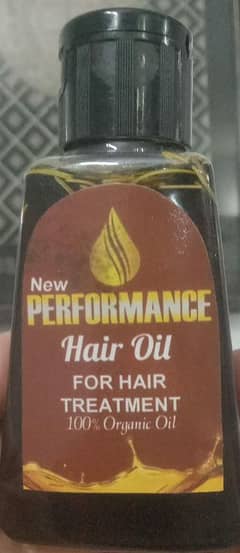 New
PERFORMANCE
Hair Oil
FOR HAIR
TREATMENT
100% Organic Oil